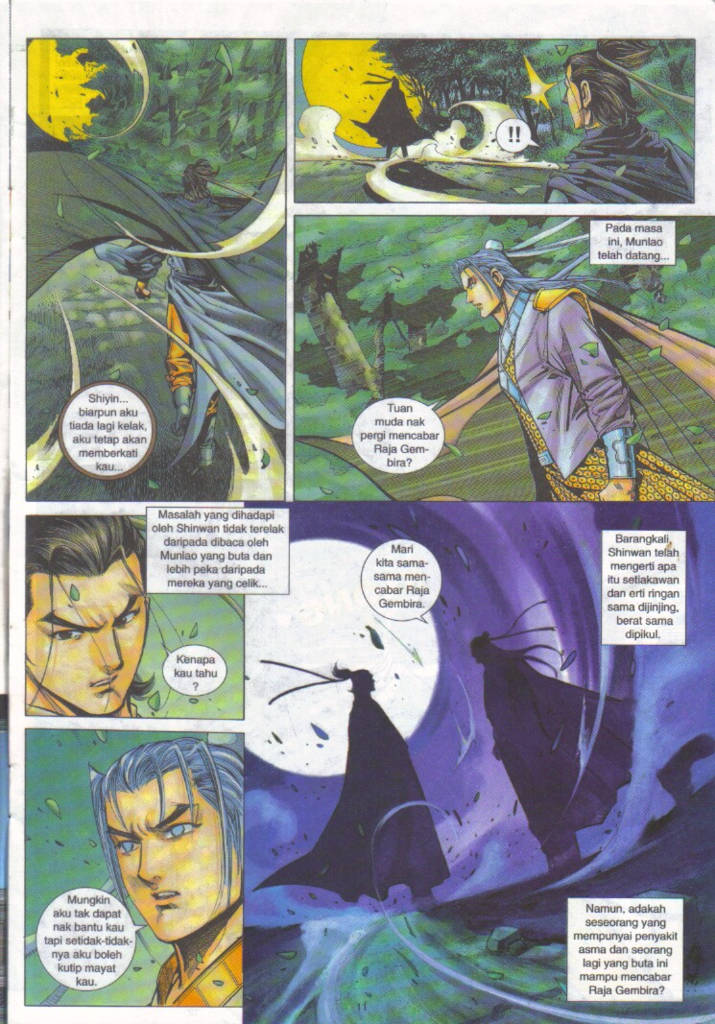 Shiyin...
biarpun aku
tiada lagi kelak,
aku tetap akan
memberkati
kau...
!!
Pada masa
ini, Munlao
telah datang...
Tuan
muda nak
pergi mencabar
Raja Gem-
bira?
Masalah yang dihadapi
oleh Shinwan tidak terelak
daripada dibaca oleh
Munlao yang buta dan
lebih peka daripada
mereka yang celik...
Kenapa
kau tahu
?
Mungkin
aku tak dapat
nak bantu kau
tapi setidak-tidak-
nya aku boleh
kutip mayat
kau.
Mari
kita sama-
sama men-
cabar Raja
Gembira.
Barangkali,
Shinwan telah
mengerti apa
itu setiakawan
dan erti ringan
sama dijinjing,
berat sama
dipikul.
Namun, adakah
seseorang yang
mempunyai penyakit
asma dan seorang
lagi yang buta ini
mampu mencabar
Raja Gembira?
11